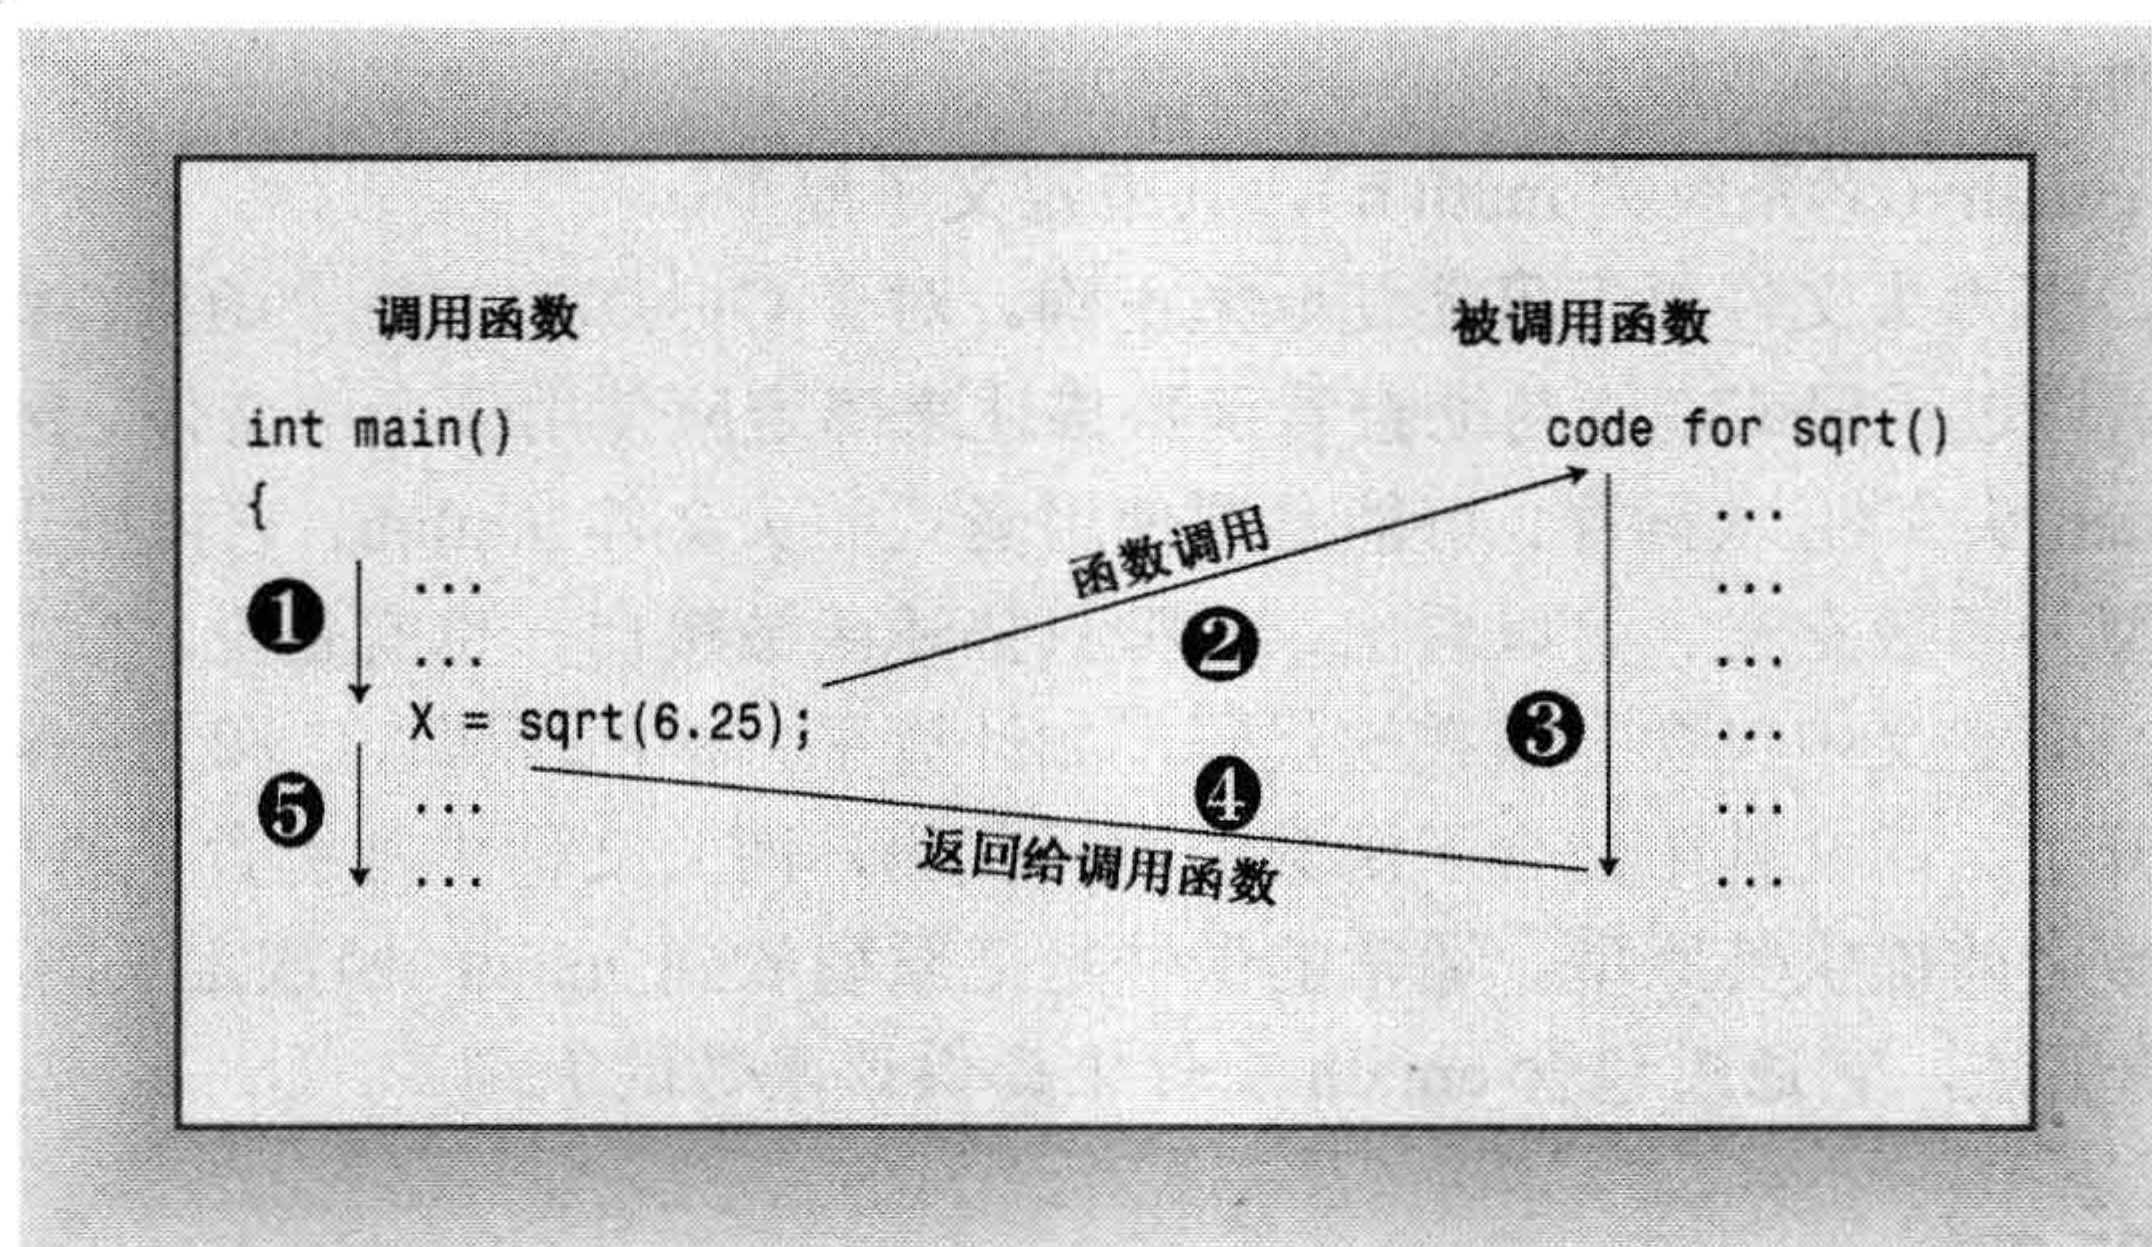 调用函数
被调用函数
int main()
code for sqrt()
{
...
函数调用
...
❶
...
...
❷
...
X = sqrt(6.25);
❸
...
❹
❺
...
...
返回给调用函数
...
...